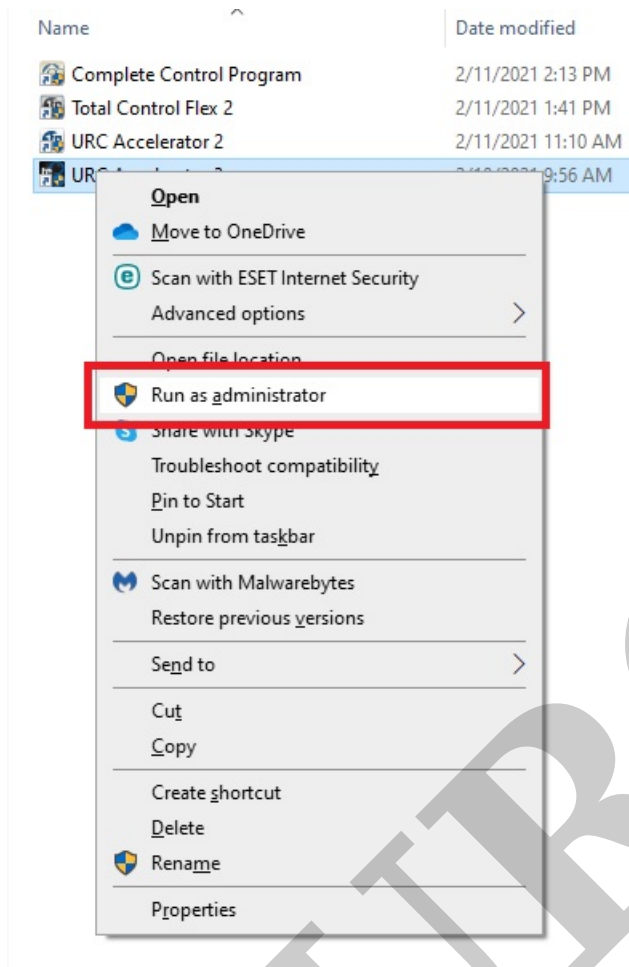 Name Date modified
Complete Control Program 2/11/2021 2:13 PM
Total Control Flex 2 2/11/2021 1:41 PM
URC Accelerator 2 2/11/2021 11:10 AM
9:56 AM
Open
Move to OneDrive
Scan with ESET Internet Security
Advanced options
Open file location
Run as administrator
Share with Skype
Troubleshoot compatibility
Pin to Start
Unpin from taskbar
Scan with Malwarebytes
Restore previous versions
Send to
Cut
Copy
Create shortcut
Delete
Rename
Properties